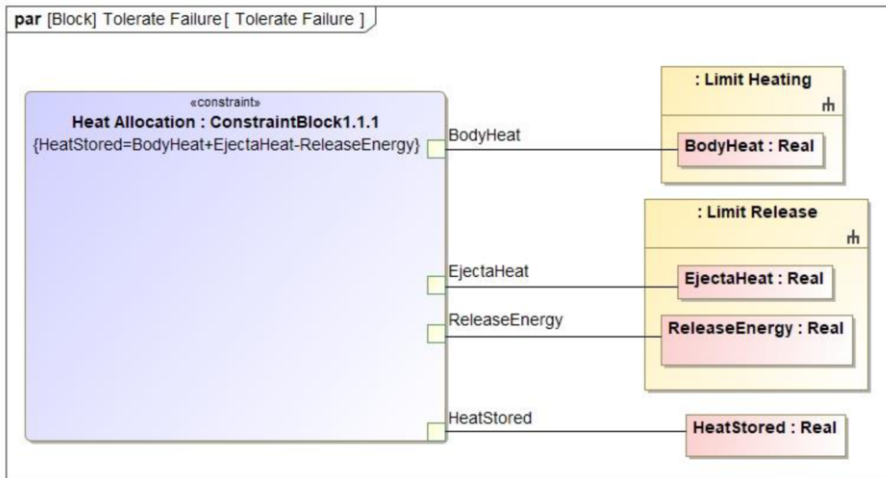 par [Block] Tolerate Failure [ Tolerate Failure ]
«constraint»
Heat Allocation : ConstraintBlock1.1.1
{HeatStored=BodyHeat+EjectaHeat-ReleaseEnergy}
BodyHeat
: Limit Heating
BodyHeat : Real
: Limit Release
EjectaHeat
EjectaHeat : Real
ReleaseEnergy
ReleaseEnergy : Real
HeatStored
HeatStored : Real